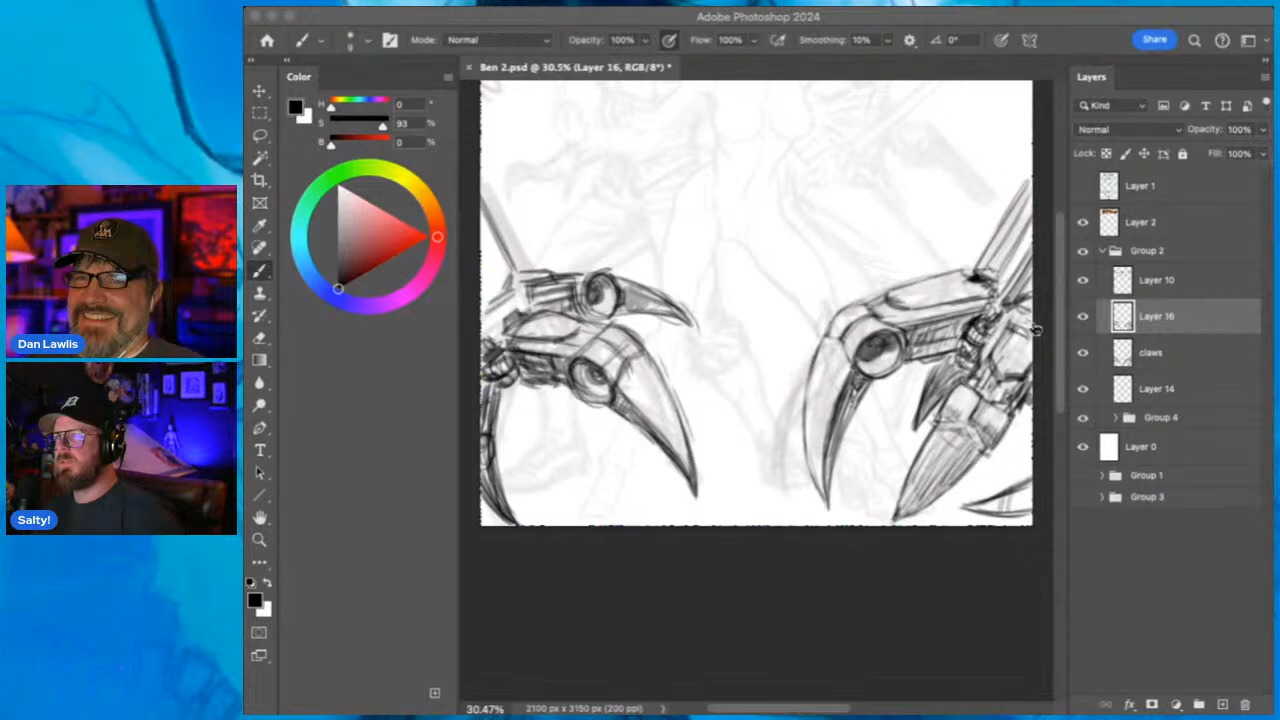 Adobe Photoshop 2024
9
Mode: Normal
Opacity: 100%
Flow: 100%
Smoothing: 10%
0°
Share
Color
Ben 2.psd @ 30.5% (Layer 16, RGB/8*) *
Layers
H 0 °
S 93 %
B 0 %
Kind
Normal
Opacity: 100%
Lock:
Fill: 100%
Layer 1
Layer 2
Group 2
Layer 10
Layer 16
claws
Layer 14
Group 4
Layer 0
Group 1
Group 3
Dan Lawlis
Salty!
30.47%
2100 px x 3150 px (200 ppi)